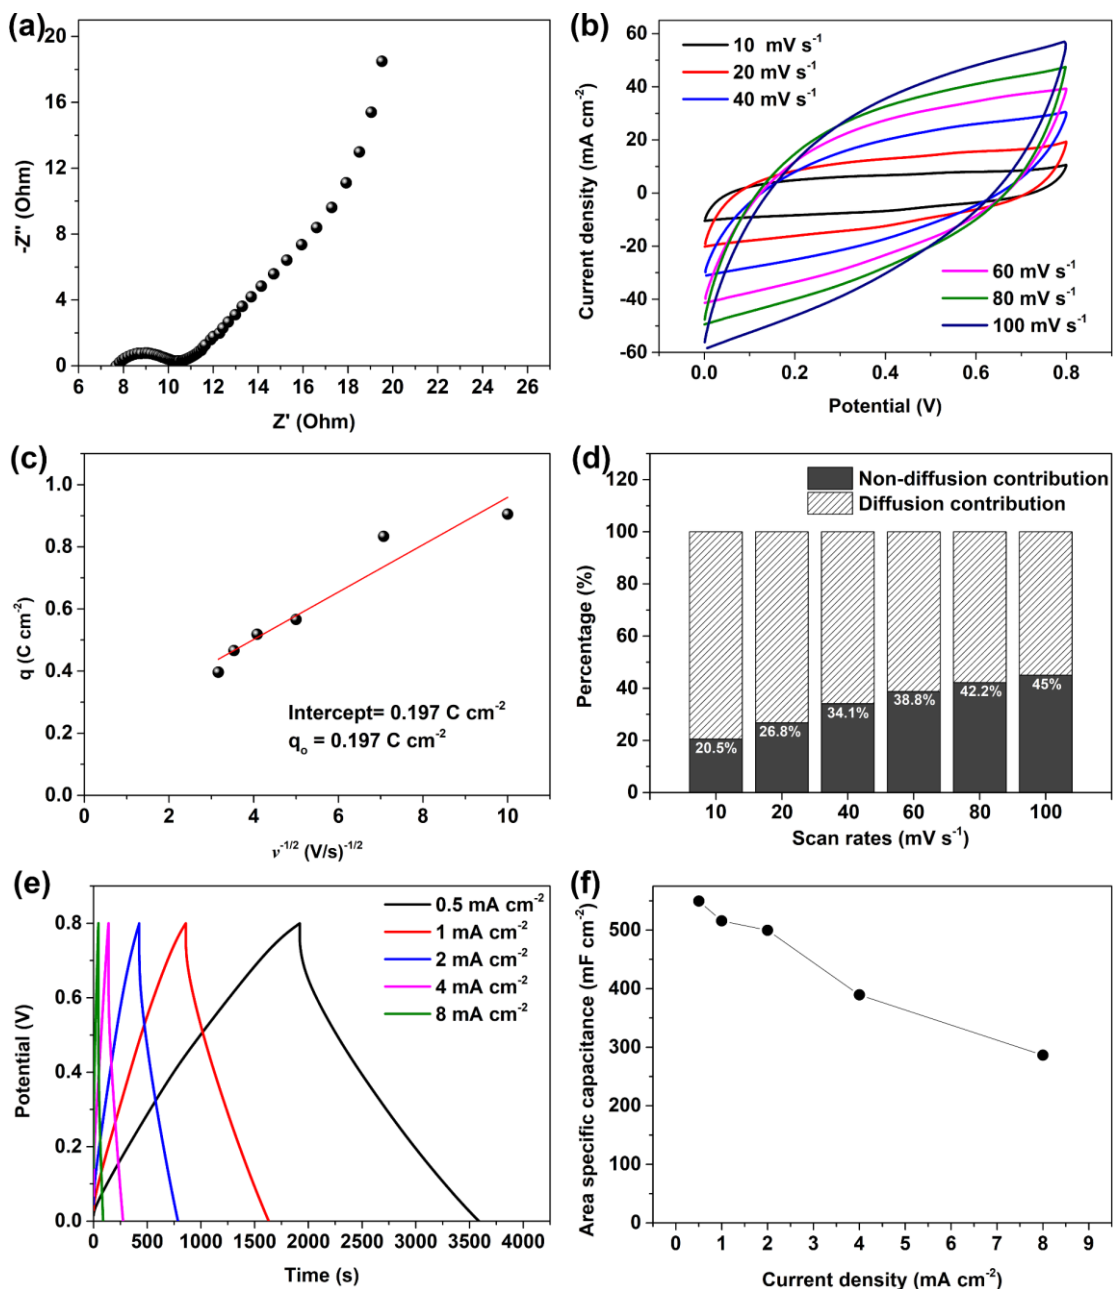 (a)
-20
-16
-12
-8
-4
0
-Z'' (Ohm)
6 8 10 12 14 16 18 20 22 24 26
Z' (Ohm)
(b)
60
40
20
0
-20
-40
-60
Current density (mA cm-2)
10 mV s-1
20 mV s-1
40 mV s-1
60 mV s-1
80 mV s-1
100 mV s-1
0.0 0.2 0.4 0.6 0.8
Potential (V)
(c)
1.0
0.8
0.6
0.4
0.2
0.0
q (C cm-2)
Intercept= 0.197 C cm-2
qo = 0.197 C cm-2
0 2 4 6 8 10
v-1/2 (V/s)-1/2
(d)
120
100
80
60
40
20
0
Percentage (%)
Non-diffusion contribution
Diffusion contribution
20.5%
26.8%
34.1%
38.8%
42.2%
45%
10 20 40 60 80 100
Scan rates (mV s-1)
(e)
0.8
0.6
0.4
0.2
0.0
Potential (V)
0.5 mA cm-2
1 mA cm-2
2 mA cm-2
4 mA cm-2
8 mA cm-2
0 500 1000 1500 2000 2500 3000 3500 4000
Time (s)
(f)
500
400
300
200
100
0
Area specific capacitance (mF cm-2)
0 1 2 3 4 5 6 7 8 9
Current density (mA cm-2)